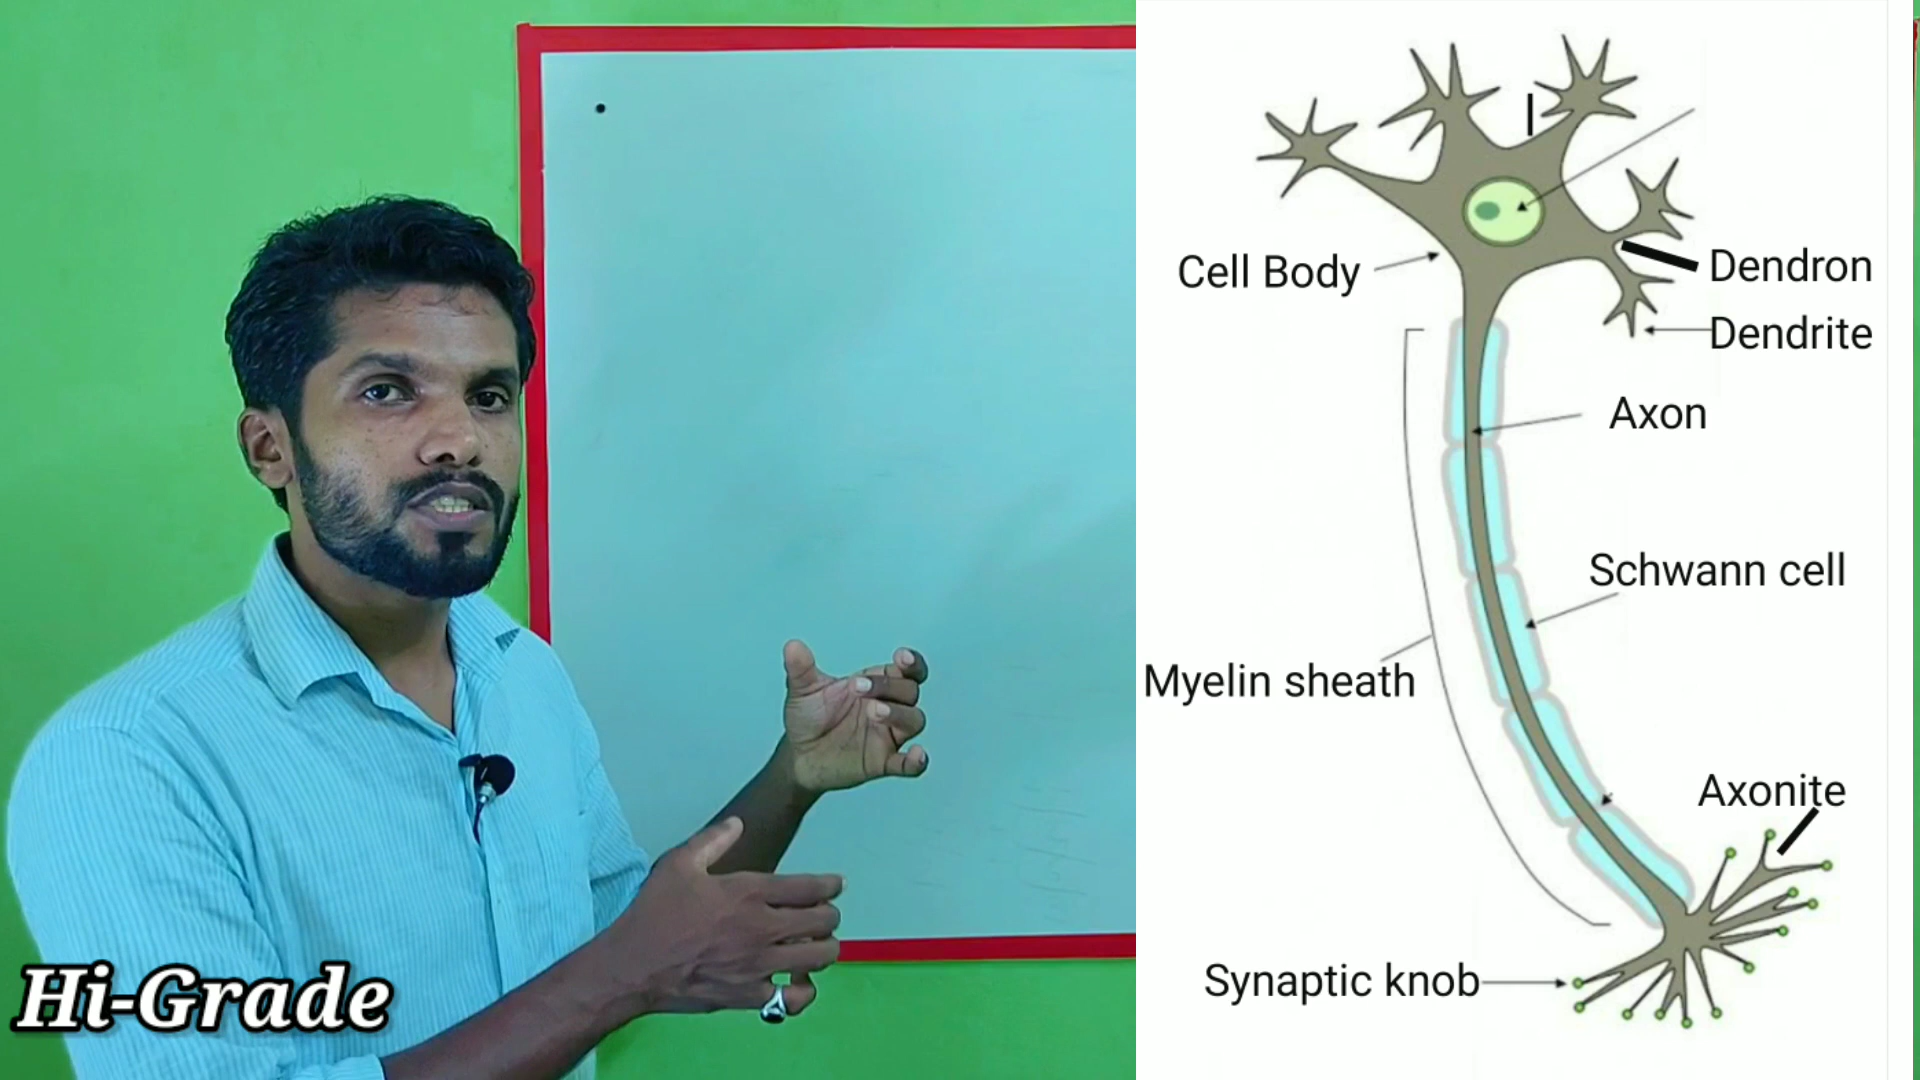 Cell Body
Dendron
Dendrite
Axon
Schwann cell
Myelin sheath
Axonite
Synaptic knob
Hi-Grade